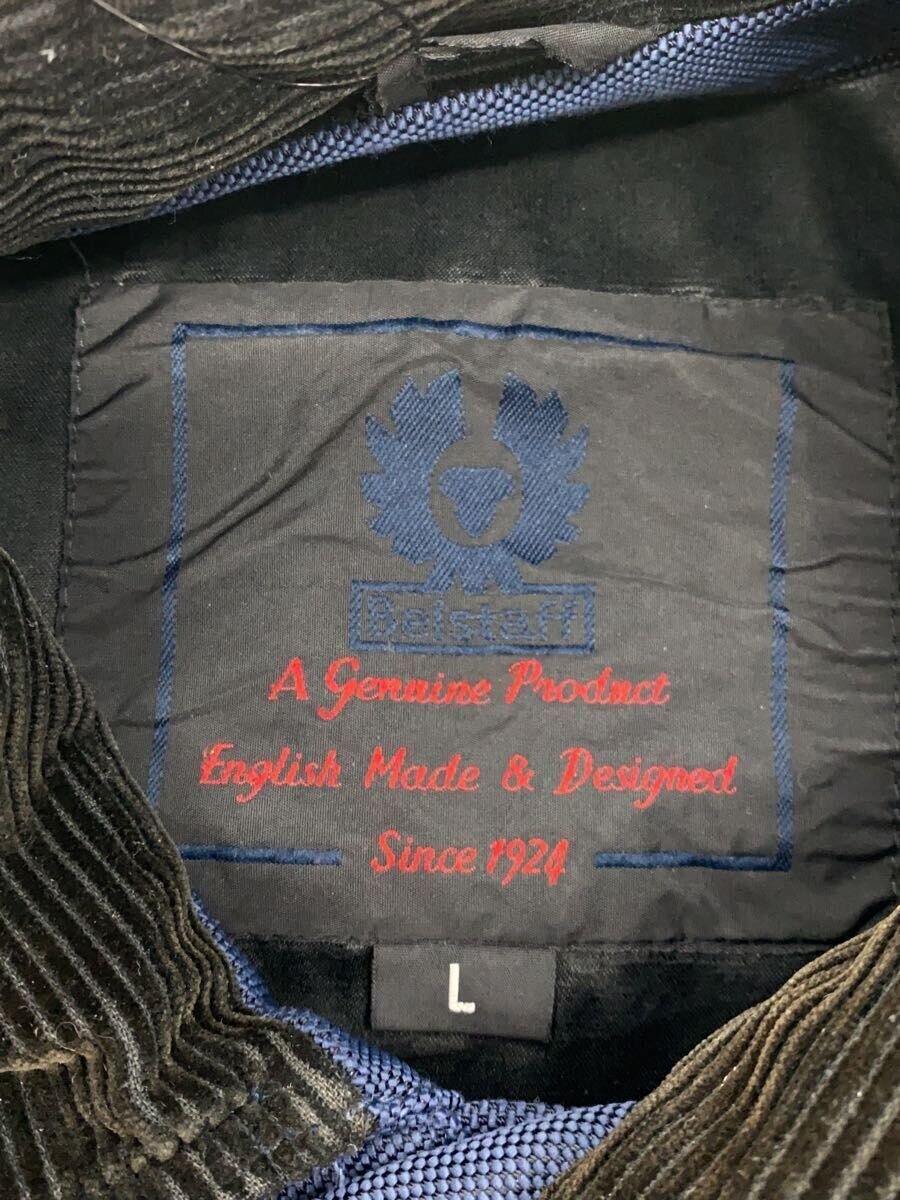 Belstaff
A Genuine Product
English Made & Designed
Since 1924
L